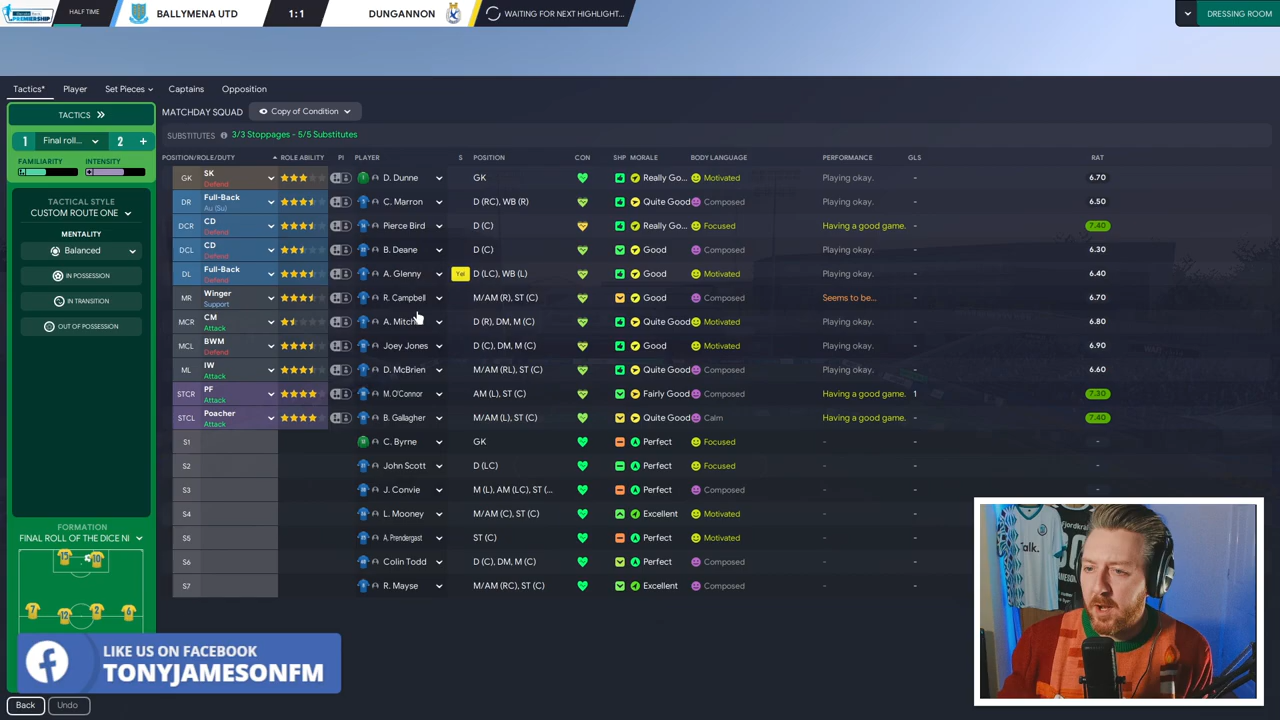 PREMIERSHIP
HALF TIME
BALLYMENA UTD
1:1
DUNGANNON
WAITING FOR NEXT HIGHLIGHT...
DRESSING ROOM
Tactics*
Player
Set Pieces
Captains
Opposition
TACTICS
MATCHDAY SQUAD
Copy of Condition
1 Final roll... 2 +
SUBSTITUTES 3/3 Stoppages - 5/5 Substitutes
FAMILIARITY INTENSITY
POSITION/ROLE/DUTY ROLE ABILITY PI PLAYER S POSITION CON SHP MORALE BODY LANGUAGE PERFORMANCE GLS RAT
GK SK Defend D. Dunne GK Really Go... Motivated Playing okay. 6.70
DR Full-Back Au (Su) C. Marron D (RC), WB (R) Quite Good Composed Playing okay. 6.50
DCR CD Defend Pierce Bird D (C) Really Go... Focused Having a good game. 7.40
DCL CD Defend B. Deane D (C) Good Composed Playing okay. 6.30
DL Full-Back Defend A. Glenny Yel D (LC), WB (L) Good Motivated Playing okay. 6.40
MR Winger Support R. Campbell M/AM (R), ST (C) Good Composed Seems to be... 6.70
MCR CM Attack A. Mitch D (R), DM, M (C) Quite Good Motivated Playing okay. 6.80
MCL BWM Defend Joey Jones D (C), DM, M (C) Good Motivated Playing okay. 6.90
ML IW Attack D. McBrien M/AM (RL), ST (C) Quite Good Composed Playing okay. 6.60
STCR PF Attack M. O'Connor AM (L), ST (C) Fairly Good Composed Having a good game. 1 7.30
STCL Poacher Attack B. Gallagher M/AM (L), ST (C) Quite Good Calm Having a good game. 7.40
S1 C. Byrne GK Perfect Focused - -
S2 John Scott D (LC) Perfect Focused - -
S3 J. Convie M (L), AM (LC), ST (... Perfect Composed - -
S4 L. Mooney M/AM (C), ST (C) Excellent Motivated -
S5 A. Prendergast ST (C) Perfect Motivated -
S6 Colin Todd D (C), DM, M (C) Perfect Composed -
S7 R. Mayse M/AM (RC), ST (C) Excellent Composed -
TACTICAL STYLE
CUSTOM ROUTE ONE
MENTALITY
Balanced
IN POSSESSION
IN TRANSITION
OUT OF POSSESSION
FORMATION
FINAL ROLL OF THE DICE NI
15 10
7 12 2 6
LIKE US ON FACEBOOK
TONYJAMESONFM
Back
Undo
Talk.